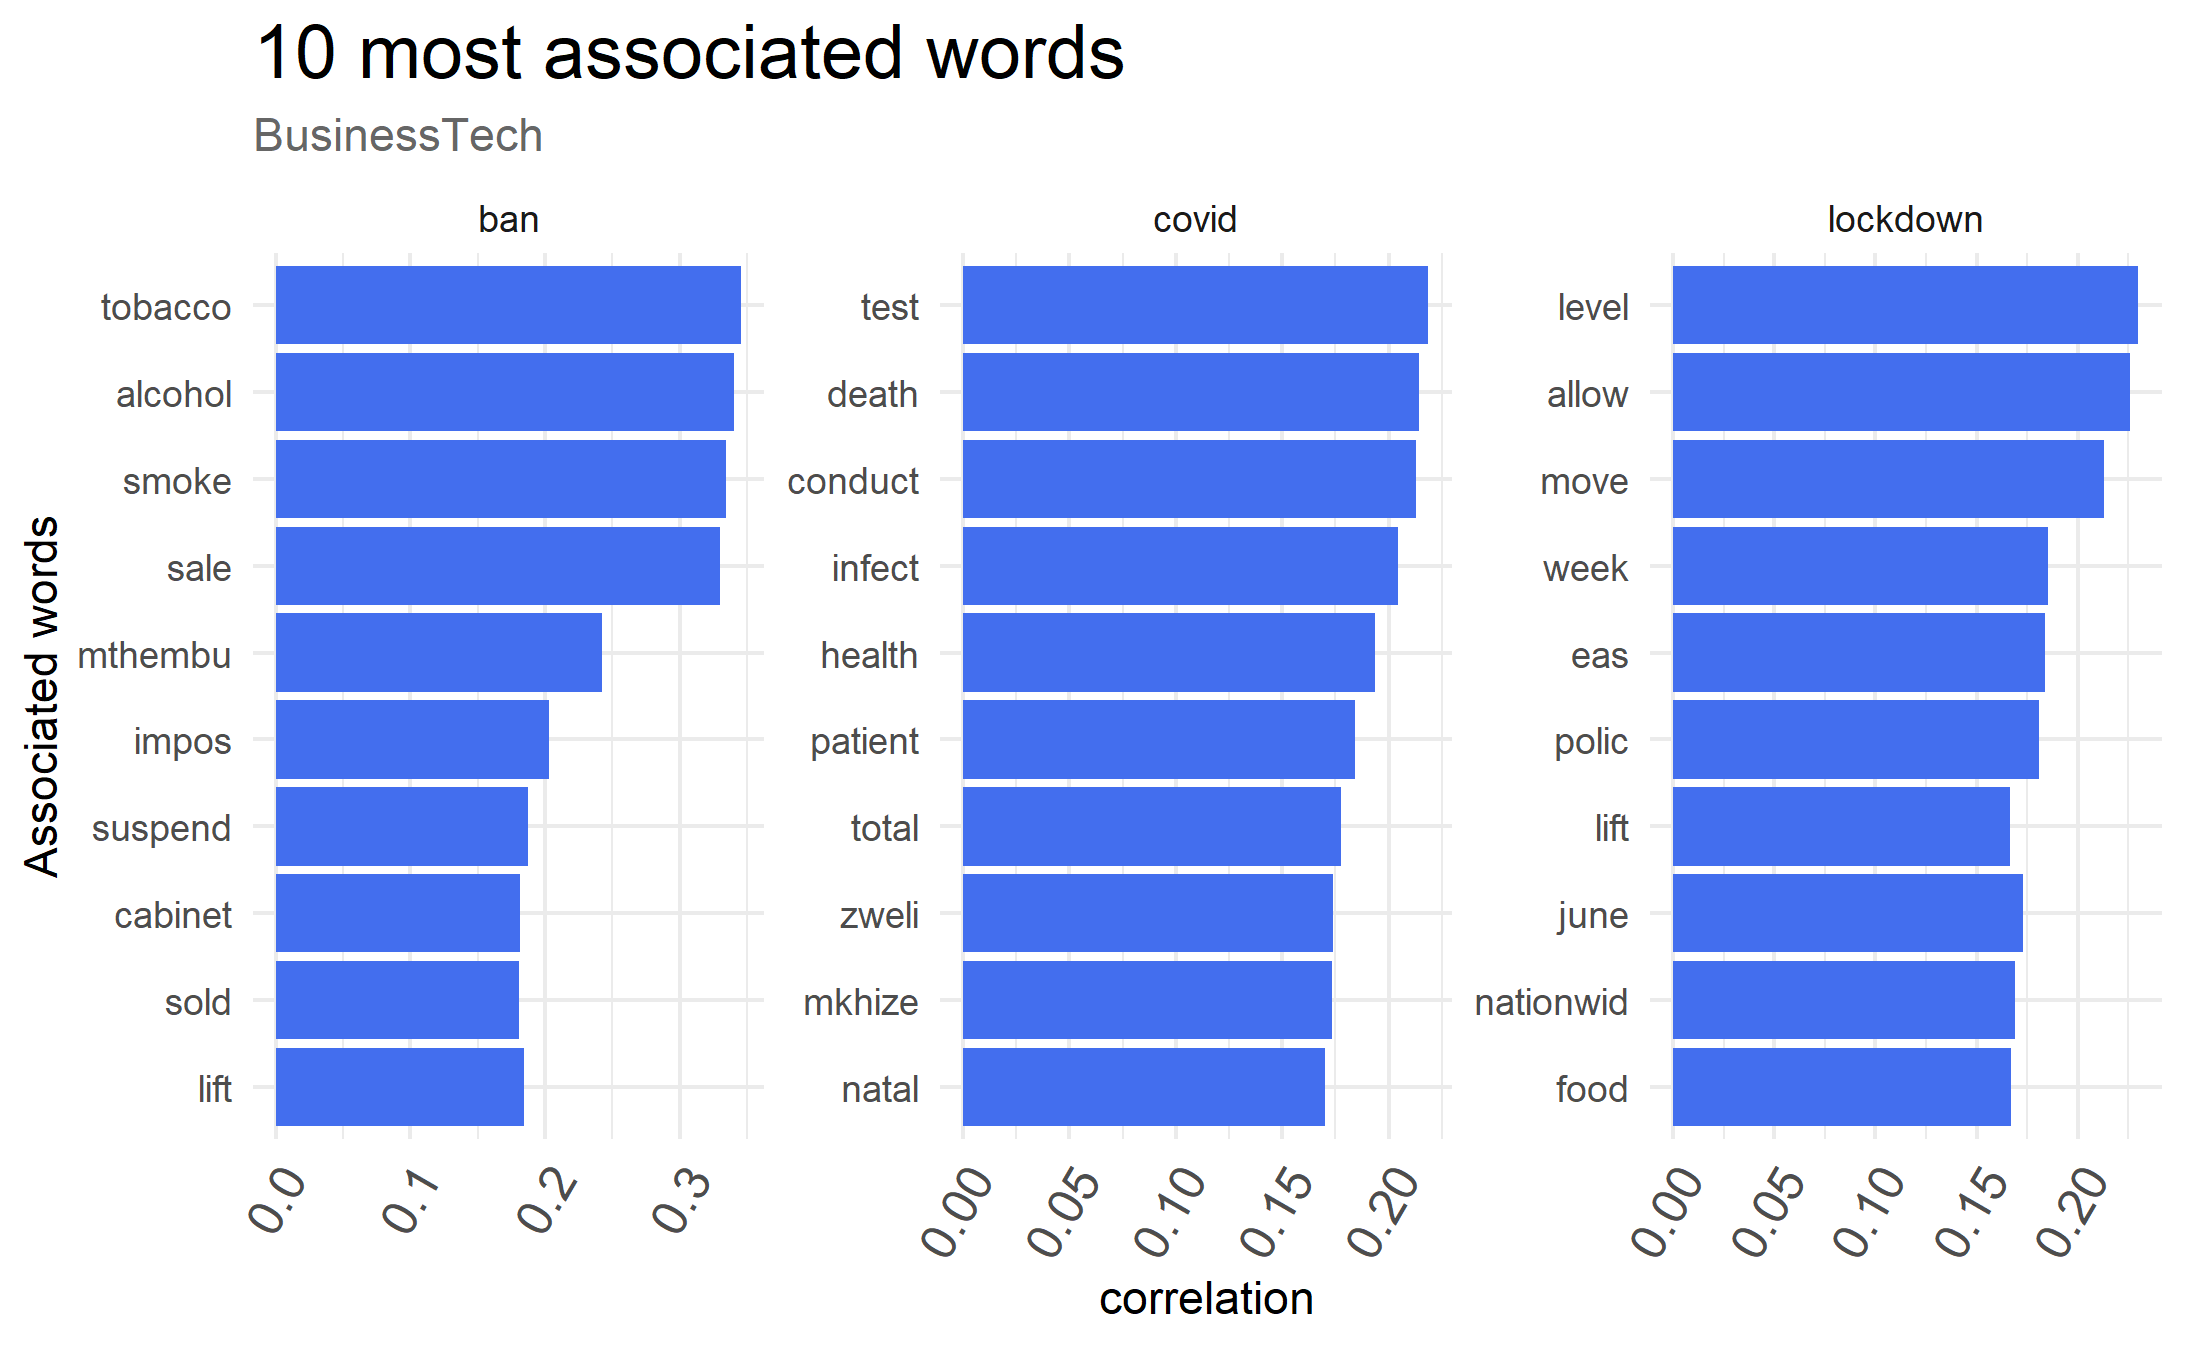 10 most associated words
BusinessTech
ban
covid
lockdown
Associated words
tobacco
alcohol
smoke
sale
mthembu
impos
suspend
cabinet
sold
lift
0.0
0.1
0.2
0.3
test
death
conduct
infect
health
patient
total
zweli
mkhize
natal
0.00
0.05
0.10
0.15
0.20
level
allow
move
week
eas
polic
lift
june
nationwid
food
0.00
0.05
0.10
0.15
0.20
correlation